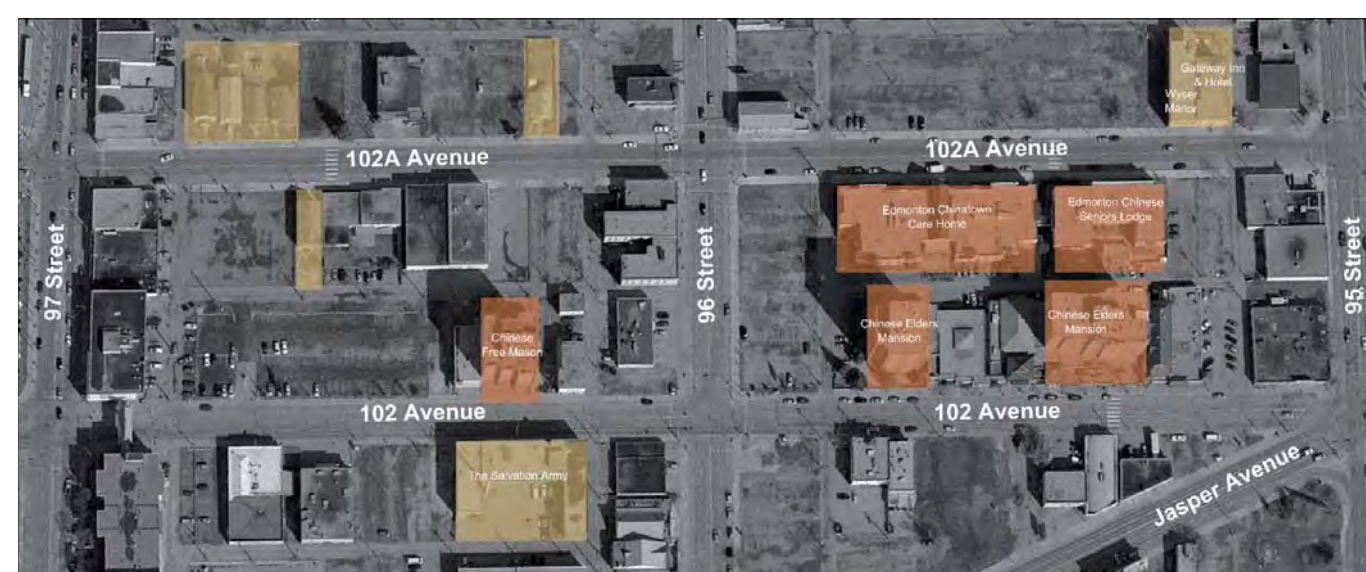 Gateway Inn
& Hotel
Wyser
Manor
102A Avenue
102A Avenue
Edmonton Chinatown
Care Home
Edmonton Chinese
Seniors Lodge
97 Street
96 Street
95 Street
Chinese
Free Mason
Chinese Elders
Mansion
Chinese Elders
Mansion
102 Avenue
102 Avenue
The Salvation Army
Jasper Avenue